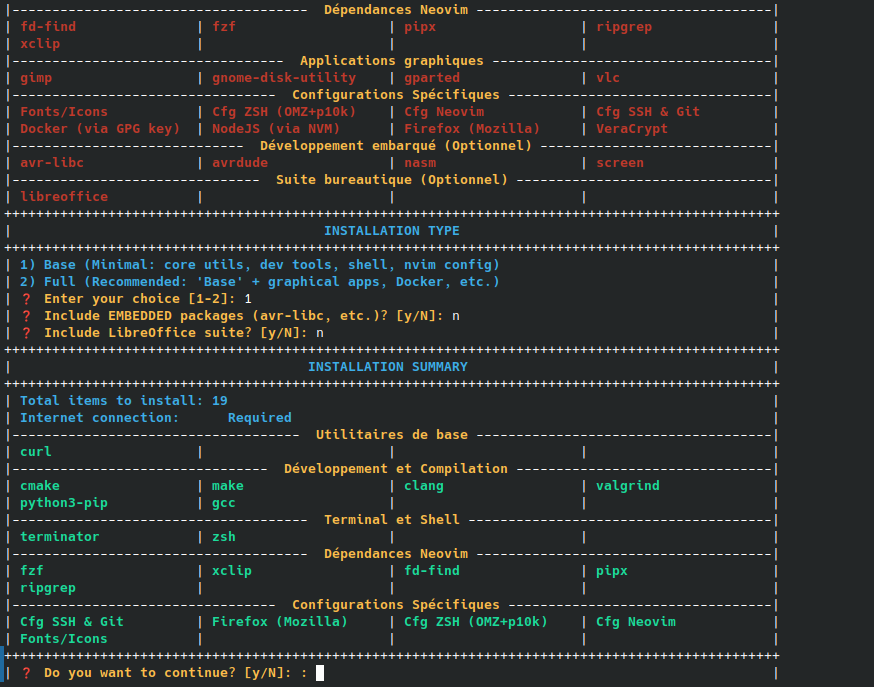 |------------------------------------- Dépendances Neovim -------------------------------------|
| fd-find | fzf | pipx | ripgrep |
| xclip | | | |
|---------------------------------- Applications graphiques -----------------------------------|
| gimp | gnome-disk-utility | gparted | vlc |
|--------------------------------- Configurations Spécifiques ---------------------------------|
| Fonts/Icons | Cfg ZSH (OMZ+p10k) | Cfg Neovim | Cfg SSH & Git |
| Docker (via GPG key) | NodeJS (via NVM) | Firefox (Mozilla) | VeraCrypt |
|----------------------------- Développement embarqué (Optionnel) -----------------------------|
| avr-libc | avrdude | nasm | screen |
|------------------------------- Suite bureautique (Optionnel) --------------------------------|
| libreoffice | | | |
++++++++++++++++++++++++++++++++++++++++++++++++++++++++++++++++++++++++++++++++++++++++++++++++
| INSTALLATION TYPE |
++++++++++++++++++++++++++++++++++++++++++++++++++++++++++++++++++++++++++++++++++++++++++++++++
| 1) Base (Minimal: core utils, dev tools, shell, nvim config) |
| 2) Full (Recommended: 'Base' + graphical apps, Docker, etc.) |
| ❓ Enter your choice [1-2]: 1
| ❓ Include EMBEDDED packages (avr-libc, etc.)? [y/N]: n |
| ❓ Include LibreOffice suite? [y/N]: n |
++++++++++++++++++++++++++++++++++++++++++++++++++++++++++++++++++++++++++++++++++++++++++++++++
| INSTALLATION SUMMARY |
++++++++++++++++++++++++++++++++++++++++++++++++++++++++++++++++++++++++++++++++++++++++++++++++
| Total items to install: 19 |
| Internet connection: Required |
|------------------------------------ Utilitaires de base -------------------------------------|
| curl | | | |
|-------------------------------- Développement et Compilation --------------------------------|
| cmake | make | clang | valgrind |
| python3-pip | gcc | | |
|------------------------------------- Terminal et Shell --------------------------------------|
| terminator | zsh | | |
|------------------------------------- Dépendances Neovim -------------------------------------|
| fzf | xclip | fd-find | pipx |
| ripgrep | | | |
|--------------------------------- Configurations Spécifiques ---------------------------------|
| Cfg SSH & Git | Firefox (Mozilla) | Cfg ZSH (OMZ+p10k) | Cfg Neovim |
| Fonts/Icons | | | |
++++++++++++++++++++++++++++++++++++++++++++++++++++++++++++++++++++++++++++++++++++++++++++++++
| ❓ Do you want to continue? [y/N]: : |